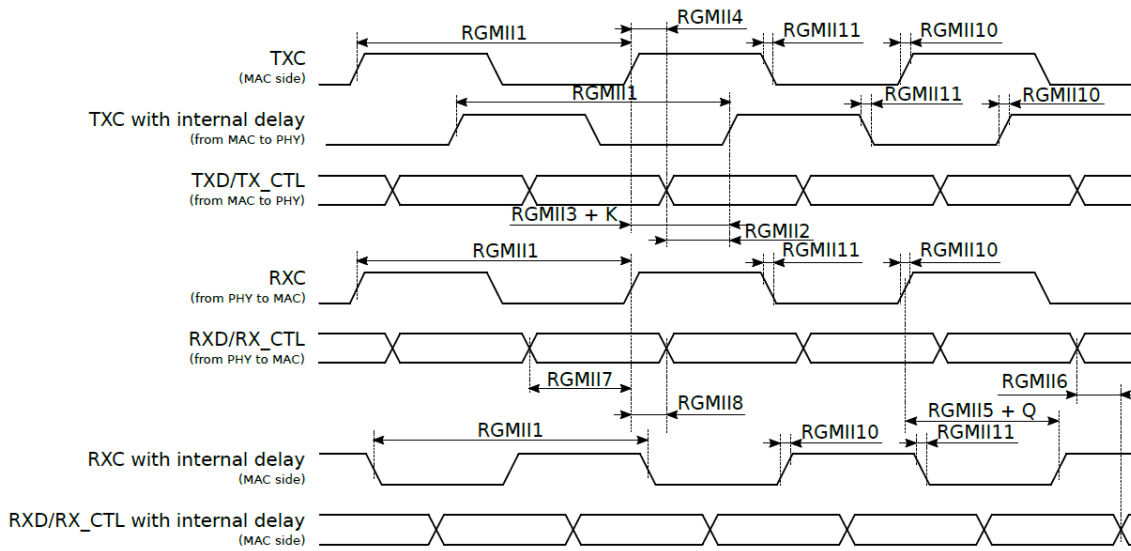 RGMII4
RGMII1
RGMII11
RGMII10
TXC
(MAC side)
RGMII1
RGMII11
RGMII10
TXC with internal delay
(from MAC to PHY)
TXD/TX_CTL
(from MAC to PHY)
RGMII3 + K
RGMII2
RGMII1
RGMII11
RGMII10
RXC
(from PHY to MAC)
RXD/RX_CTL
(from PHY to MAC)
RGMII7
RGMII6
RGMII8
RGMII5 + Q
RGMII1
RGMII10
RGMII11
RXC with internal delay
(MAC side)
RXD/RX_CTL with internal delay
(MAC side)